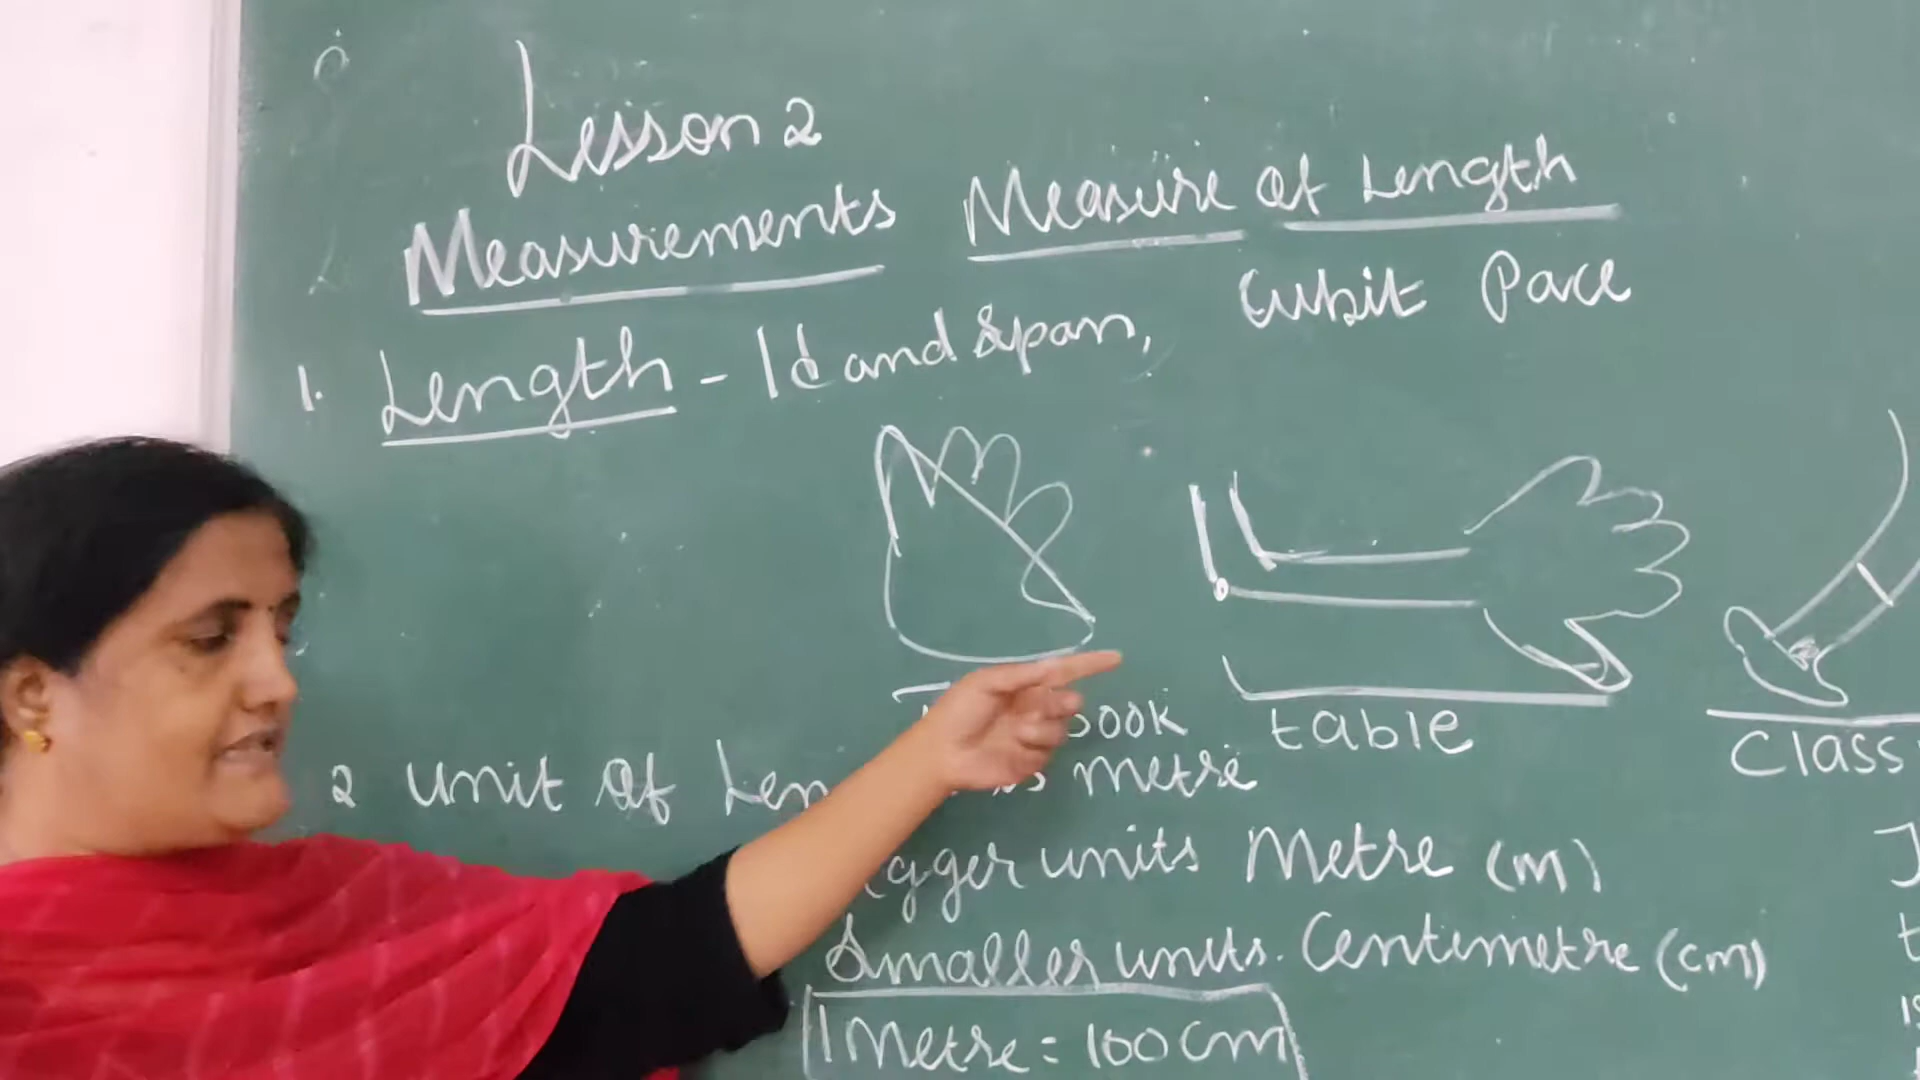 Lesson 2
Measurements Measure of Length
1. Length - Hand Span, Cubit Pace
book table Class
2 Unit of Len is metre
gger units Metre (m)
Smaller units. Centimetre (cm)
1 Metre = 100 cm